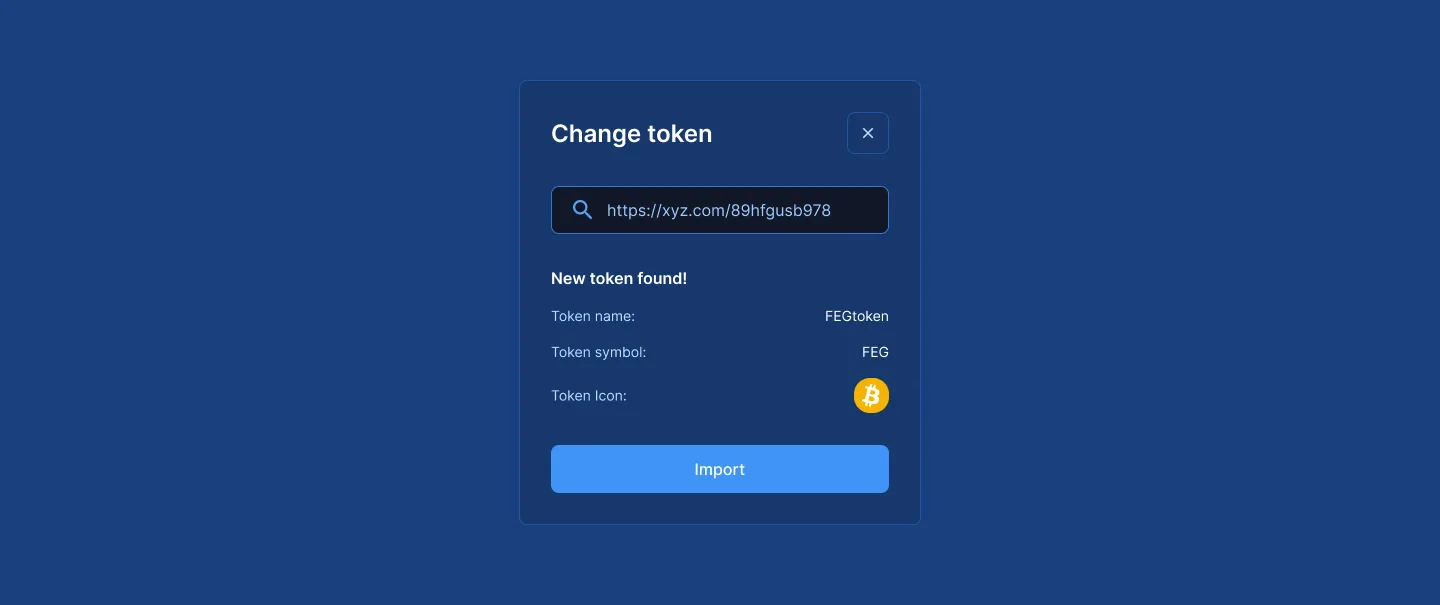 Change token
https://xyz.com/89hfgusb978
New token found!
Token name: FEGtoken
Token symbol: FEG
Token Icon:
Import